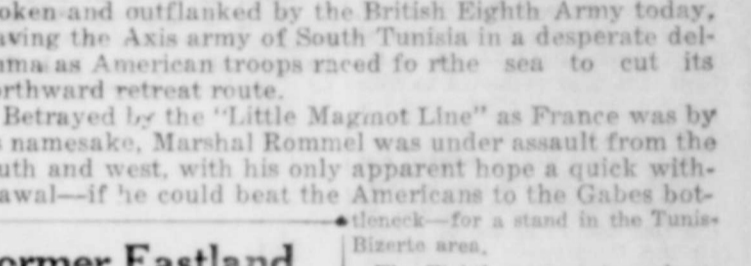 oken and outflanked by the British Eighth Army today,
aving the Axis army of South Tunisia in a desperate del-
ma as American troops raced fo rthe sea to cut its
orthward retreat route.
Betrayed by the "Little Maginot Line" as France was by
namesake, Marshal Rommel was under assault from the
uth and west, with his only apparent hope a quick with-
awal—if he could beat the Americans to the Gabes bot-
tleneck—for a stand in the Tunis-
Bizerte area.
ormer Eastland